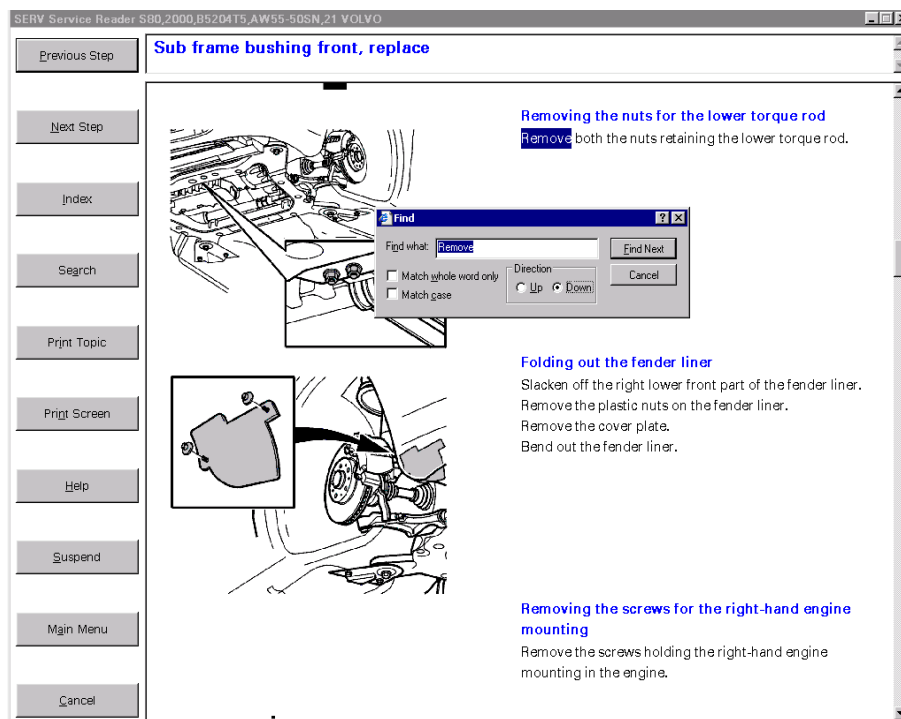 SERV Service Reader S80,2000,B5204T5,AW55-50SN,21 VOLVO
Previous Step
Sub frame bushing front, replace
Next Step
Index
Search
Print Topic
Print Screen
Help
Suspend
Main Menu
Cancel
Removing the nuts for the lower torque rod
Remove both the nuts retaining the lower torque rod.
Find
Find what: Remove
Find Next
Match whole word only
Match case
Direction
Up Down
Cancel
Folding out the fender liner
Slacken off the right lower front part of the fender liner.
Remove the plastic nuts on the fender liner.
Remove the cover plate.
Bend out the fender liner.
Removing the screws for the right-hand engine
mounting
Remove the screws holding the right-hand engine
mounting in the engine.